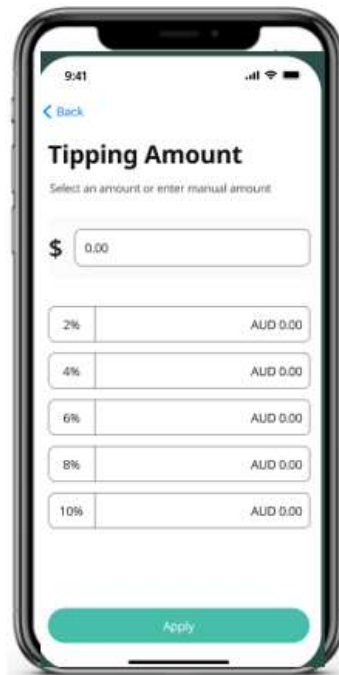 9:41
Back
Tipping Amount
Select an amount or enter manual amount
$ 0.00
2% AUD 0.00
4% AUD 0.00
6% AUD 0.00
8% AUD 0.00
10% AUD 0.00
Apply